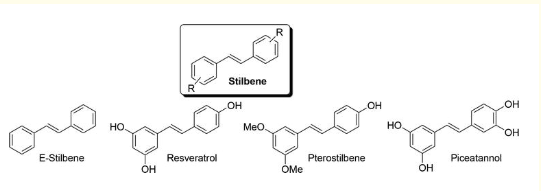 R
R
Stilbene
E-Stilbene
HO
OH
OH
Resveratrol
MeO
OH
OMe
Pterostilbene
HO
OH
OH
OH
Piceatannol